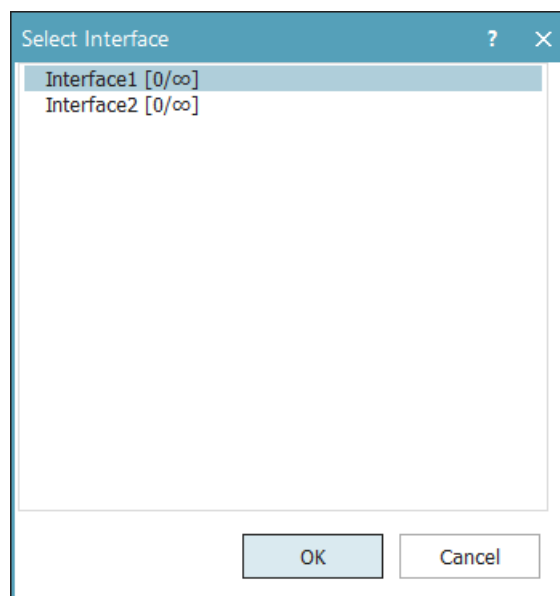 Select Interface ? ×
Interface1 [0/∞]
Interface2 [0/∞]
OK Cancel